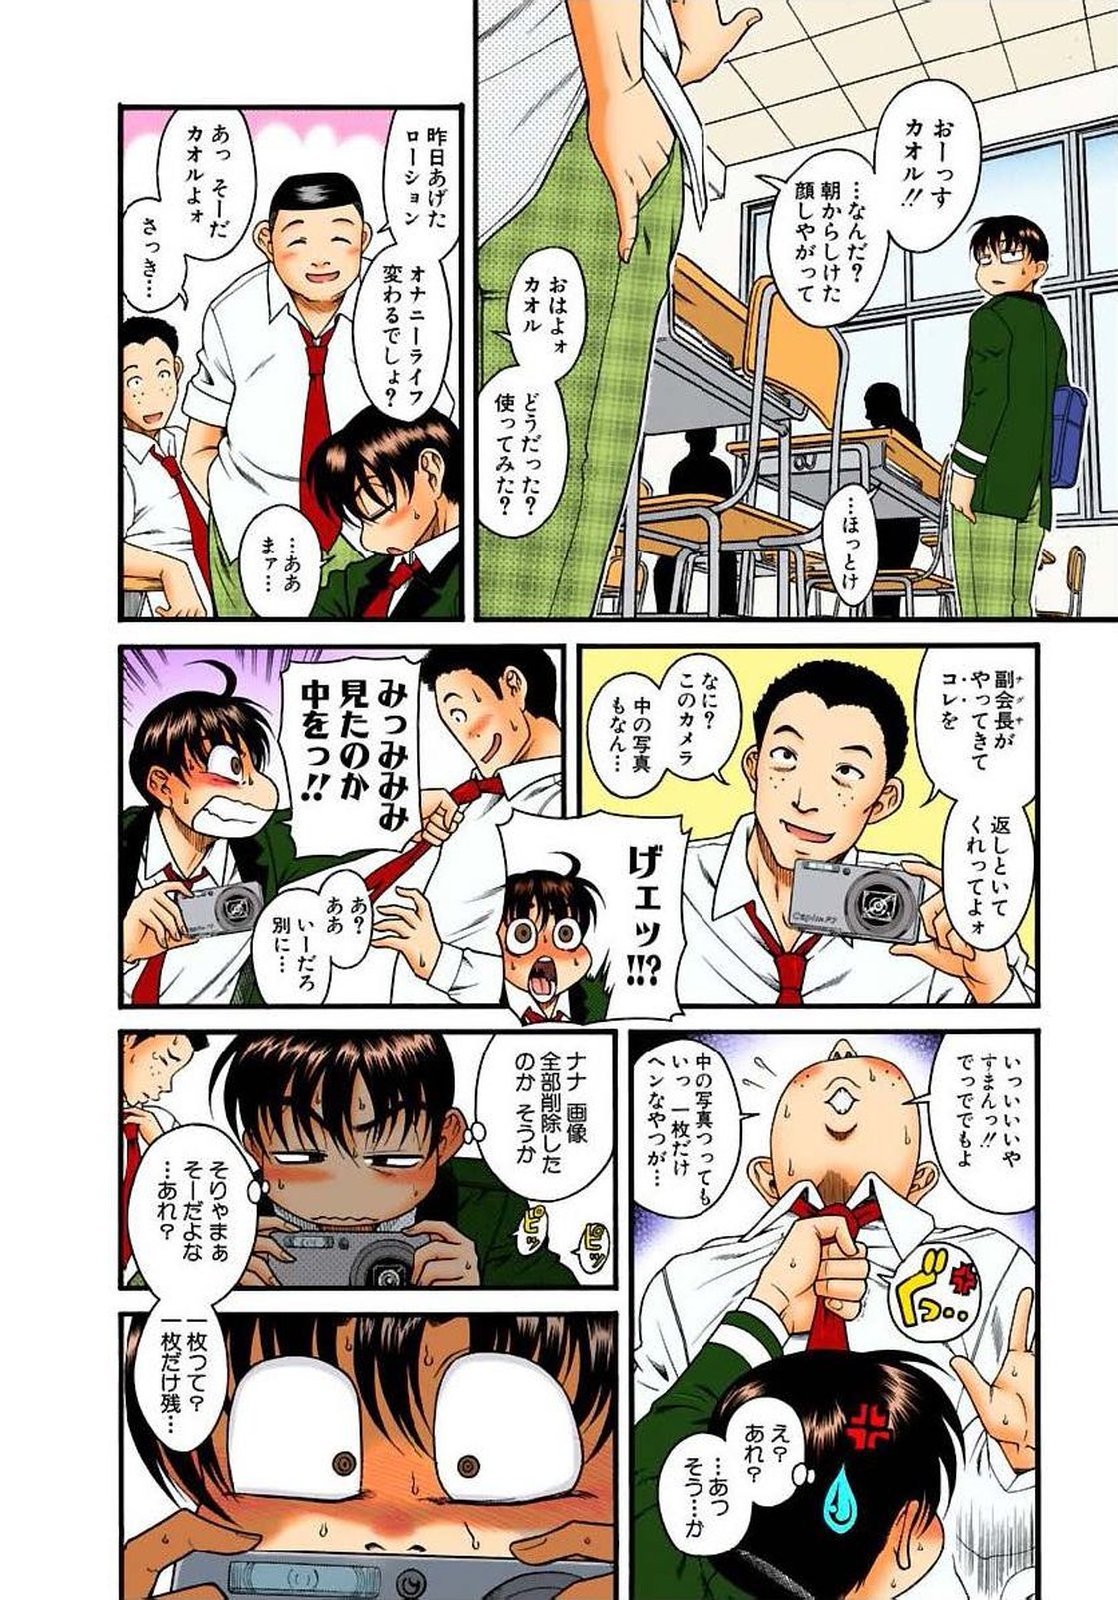 おーっす
カオル!!
…なんだ?
朝からしけた
顔しやがって
…ほっとけ
おはよォ
カオル
どうだった?
使ってみた?
昨日あげた
ローション
オナニーライフ
変わるでしょ?
…ああ
まァ…
あっ そーだ
カオルよォ
さっき…
副会長が
ナグサ
やってきて
コレを
返しといて
くれってよォ
なに?
このカメラ
中の写真
もなん…
げェッ!!?
みっみみみ
見たのか
中をっ!!
あ?
ああ
いーだろ
別に…
いっいいいや
すまんっ!!
でっででもよ
中の写真つっても
いっ 一枚だけ
ヘンなやつが…
ぐっ‥
え?
あれ?
…あっ
そう…か
ナナ 画像
全部削除した
のか そうか
ピッ
ピッ
そりゃまぁ
そーだよな
…あれ?
一枚って?
一枚だけ残…